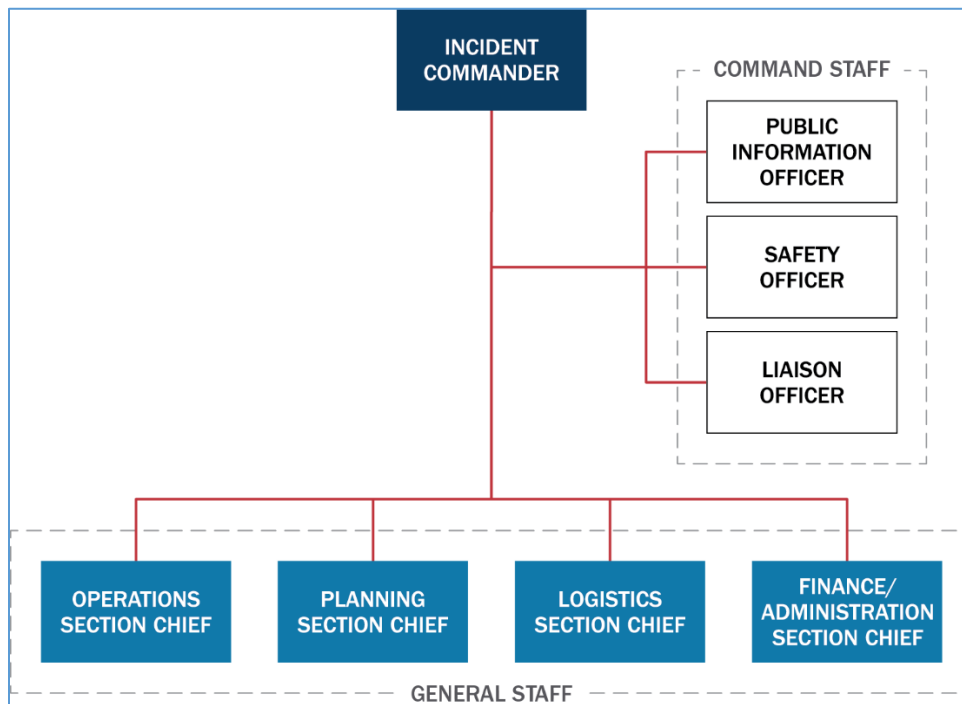 INCIDENT
COMMANDER
COMMAND STAFF
PUBLIC
INFORMATION
OFFICER
SAFETY
OFFICER
LIAISON
OFFICER
OPERATIONS
SECTION CHIEF
PLANNING
SECTION CHIEF
LOGISTICS
SECTION CHIEF
FINANCE/
ADMINISTRATION
SECTION CHIEF
GENERAL STAFF